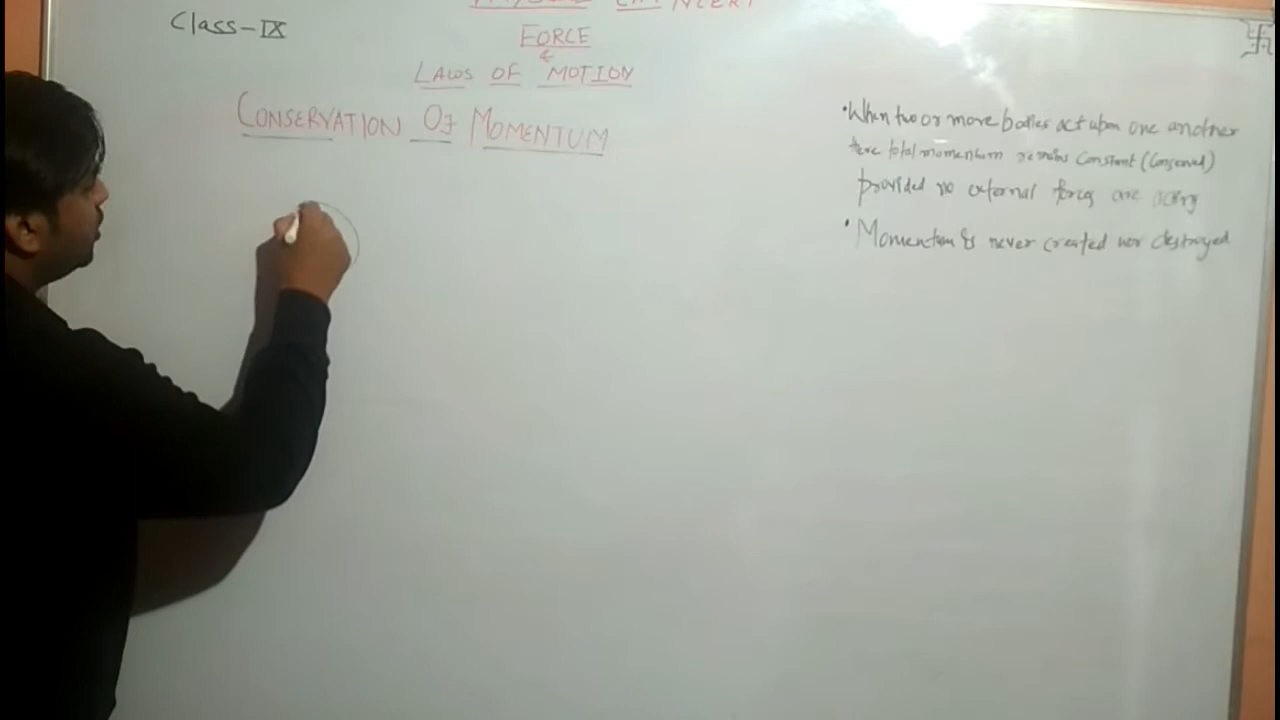 NCERT
Class-IX
FORCE
&
LAWS OF MOTION
CONSERVATION OF MOMENTUM
• When two or more bodies act upon one another
total momentum remains Constant (Conserved)
provided no external forces are acting
• Momentum is never created nor destroyed